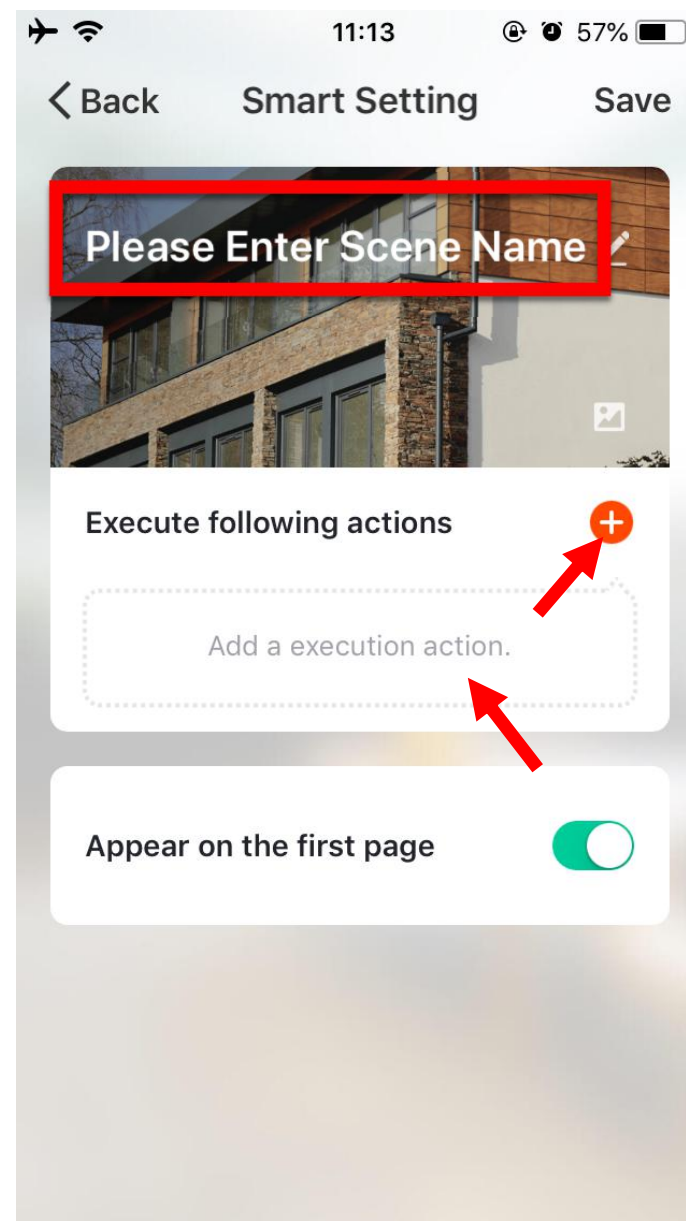 11:13 57%
Back Smart Setting Save
Please Enter Scene Name
Execute following actions
Add a execution action.
Appear on the first page